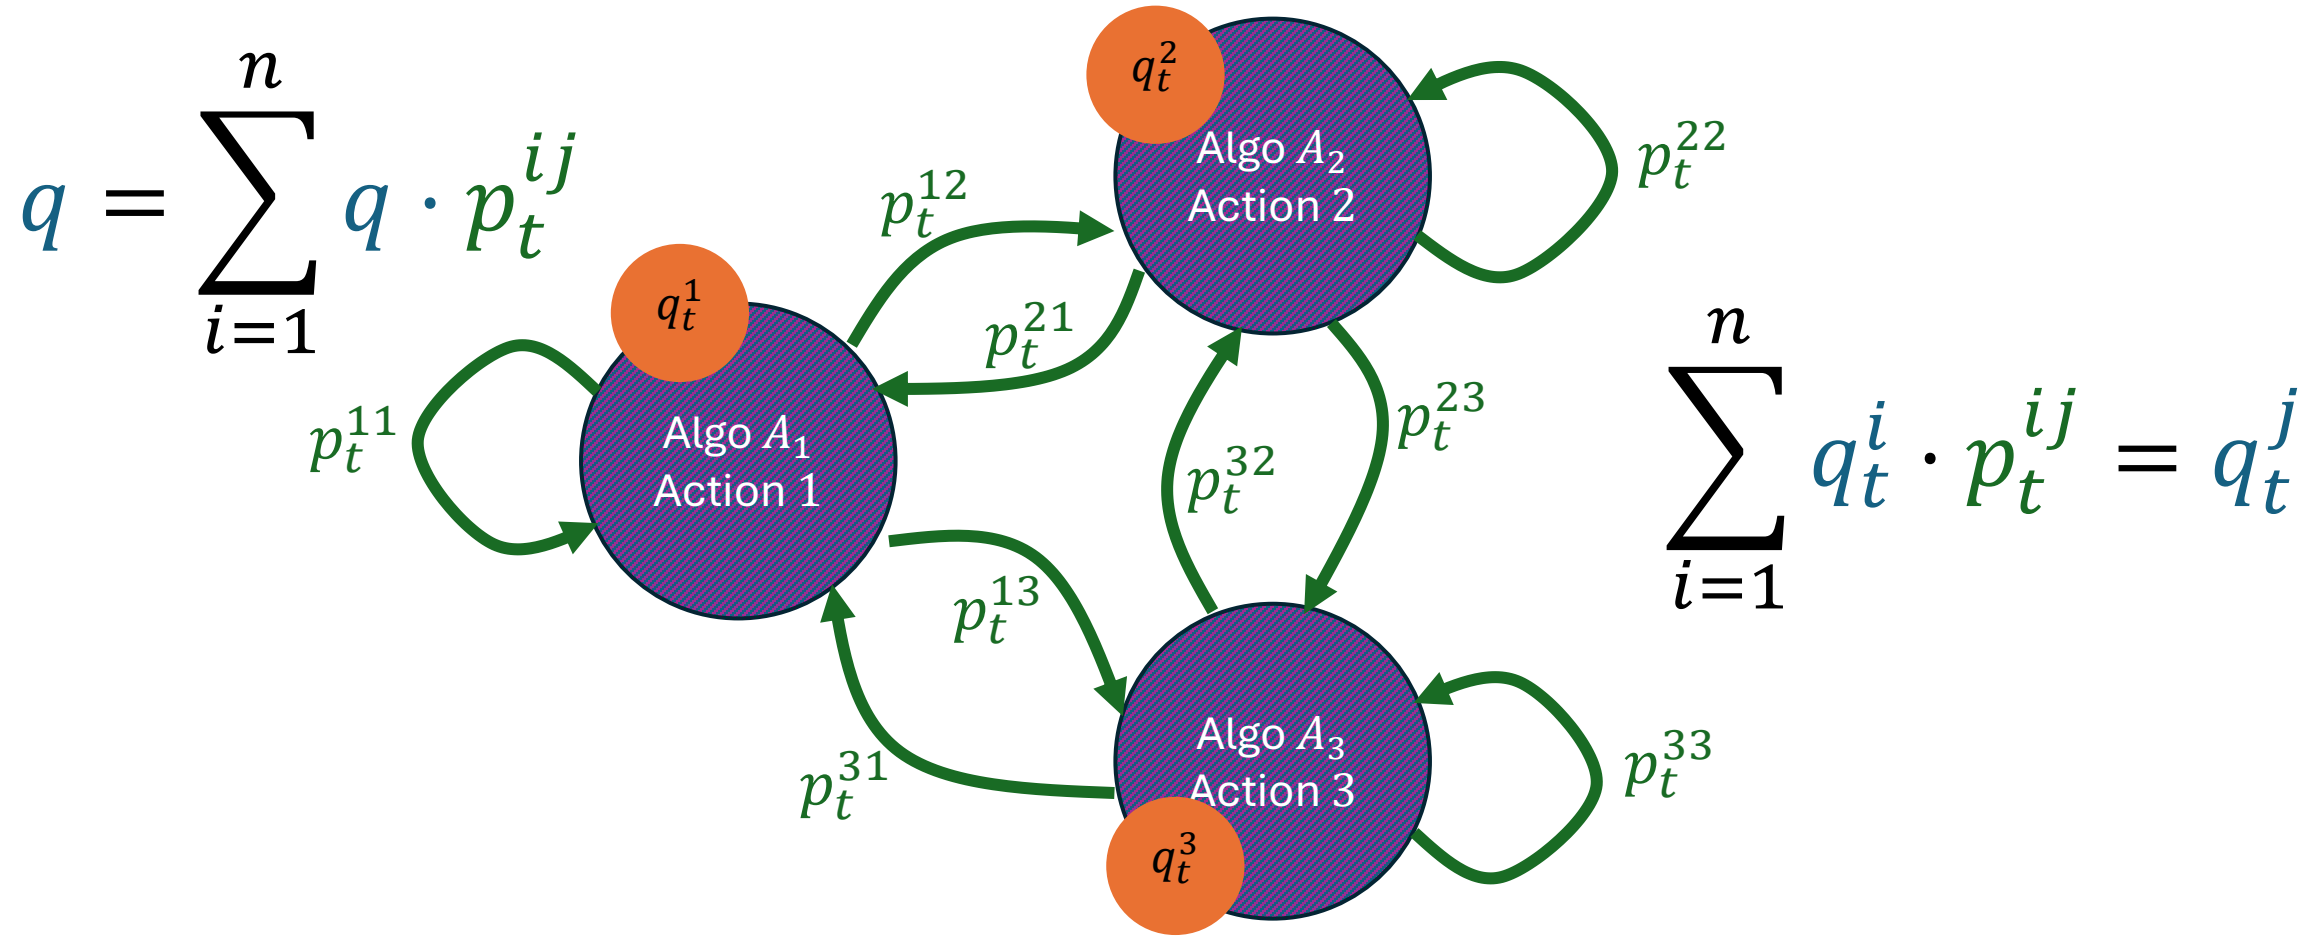 q = ∑_{i=1}^{n} q · p_t^{ij}
q_t^2
Algo A_2
Action 2
p_t^{22}
p_t^{12}
p_t^{21}
q_t^1
p_t^{11}
Algo A_1
Action 1
p_t^{23}
p_t^{32}
∑_{i=1}^{n} q_t^i · p_t^{ij} = q_t^j
p_t^{13}
p_t^{31}
Algo A_3
Action 3
p_t^{33}
q_t^3